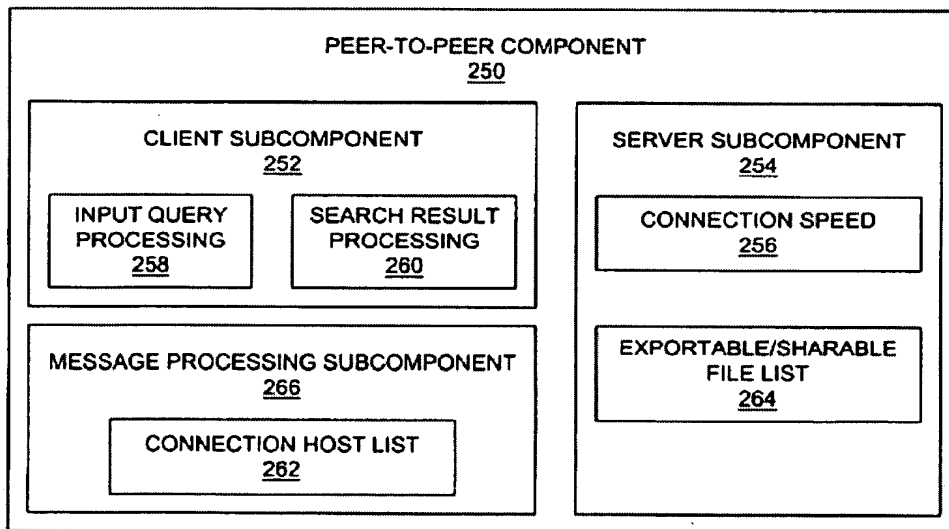 PEER-TO-PEER COMPONENT
250
CLIENT SUBCOMPONENT
252
INPUT QUERY
PROCESSING
258
SEARCH RESULT
PROCESSING
260
MESSAGE PROCESSING SUBCOMPONENT
266
CONNECTION HOST LIST
262
SERVER SUBCOMPONENT
254
CONNECTION SPEED
256
EXPORTABLE/SHARABLE
FILE LIST
264